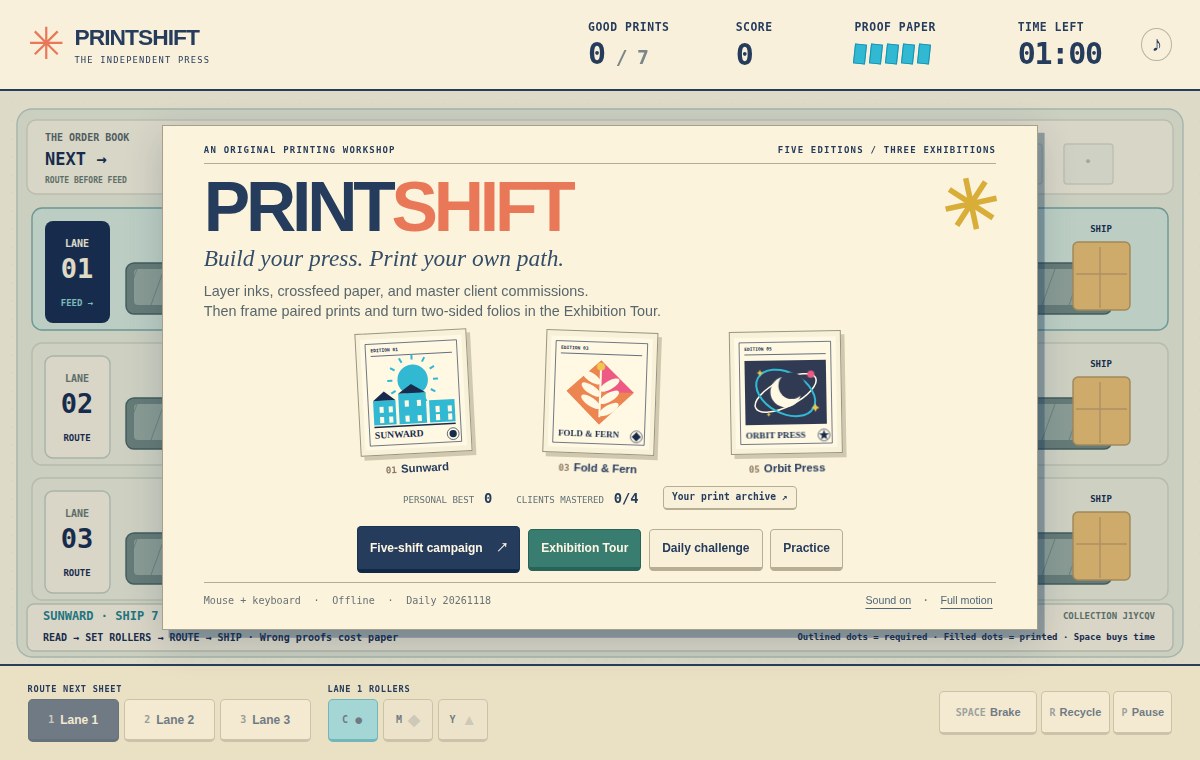 PRINTSHIFT
THE INDEPENDENT PRESS
GOOD PRINTS
0 / 7
SCORE
0
PROOF PAPER
TIME LEFT
01:00
♪
THE ORDER BOOK
NEXT →
ROUTE BEFORE FEED
LANE
01
FEED →
LANE
02
ROUTE
LANE
03
ROUTE
SHIP
SHIP
SHIP
AN ORIGINAL PRINTING WORKSHOP
FIVE EDITIONS / THREE EXHIBITIONS
PRINTSHIFT
Build your press. Print your own path.
Layer inks, crossfeed paper, and master client commissions.
Then frame paired prints and turn two-sided folios in the Exhibition Tour.
EDITION 01
SUNWARD
01 Sunward
EDITION 03
FOLD & FERN
03 Fold & Fern
EDITION 05
ORBIT PRESS
05 Orbit Press
PERSONAL BEST 0
CLIENTS MASTERED 0/4
Your print archive ↗
Five-shift campaign ↗
Exhibition Tour
Daily challenge
Practice
Mouse + keyboard · Offline · Daily 20261118
Sound on · Full motion
SUNWARD · SHIP 7
COLLECTION J1YCQV
READ → SET ROLLERS → ROUTE → SHIP · Wrong proofs cost paper
Outlined dots = required · Filled dots = printed · Space buys time
ROUTE NEXT SHEET
1 Lane 1
2 Lane 2
3 Lane 3
LANE 1 ROLLERS
C ●
M ◆
Y ▲
SPACE Brake
R Recycle
P Pause